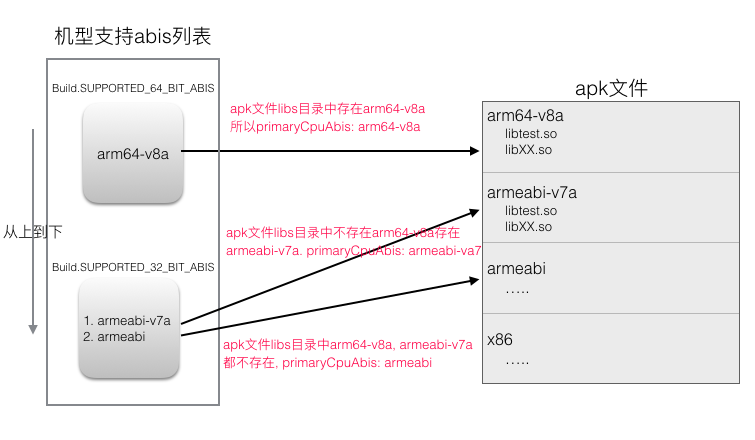 机型支持abis列表
Build.SUPPORTED_64_BIT_ABIS
arm64-v8a
从上到下
Build.SUPPORTED_32_BIT_ABIS
1. armeabi-v7a
2. armeabi
apk文件libs目录中存在arm64-v8a
所以primaryCpuAbis: arm64-v8a
apk文件libs目录中不存在arm64-v8a存在
armeabi-v7a. primaryCpuAbis: armeabi-va7
apk文件libs目录中arm64-v8a, armeabi-v7a
都不存在, primaryCpuAbis: armeabi
apk文件
arm64-v8a
libtest.so
libXX.so
armeabi-v7a
libtest.so
libXX.so
armeabi
.....
x86
.....